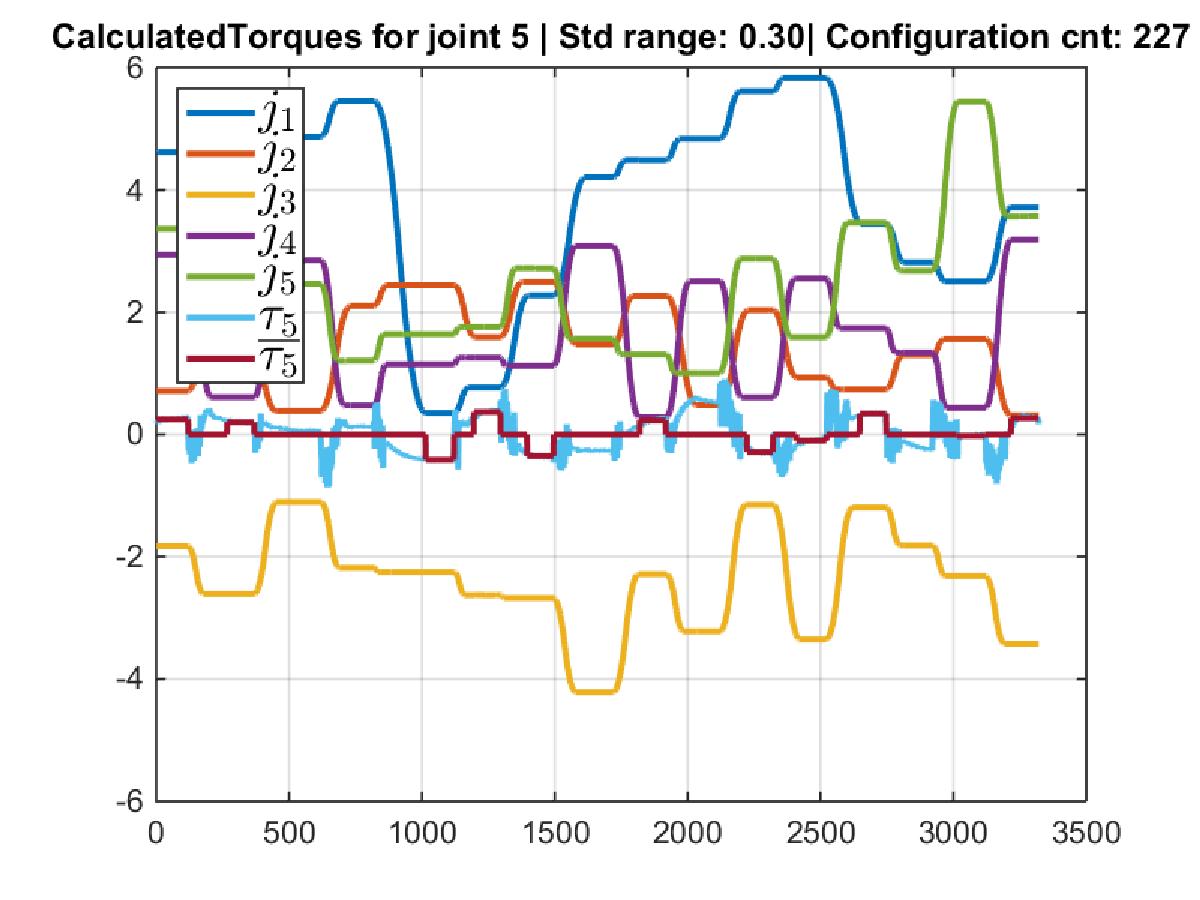 CalculatedTorques for joint 5 | Std range: 0.30| Configuration cnt: 227
6
4
2
0
-2
-4
-6
j1
j2
j3
j4
j5
τ5
τ̅5
0 500 1000 1500 2000 2500 3000 3500